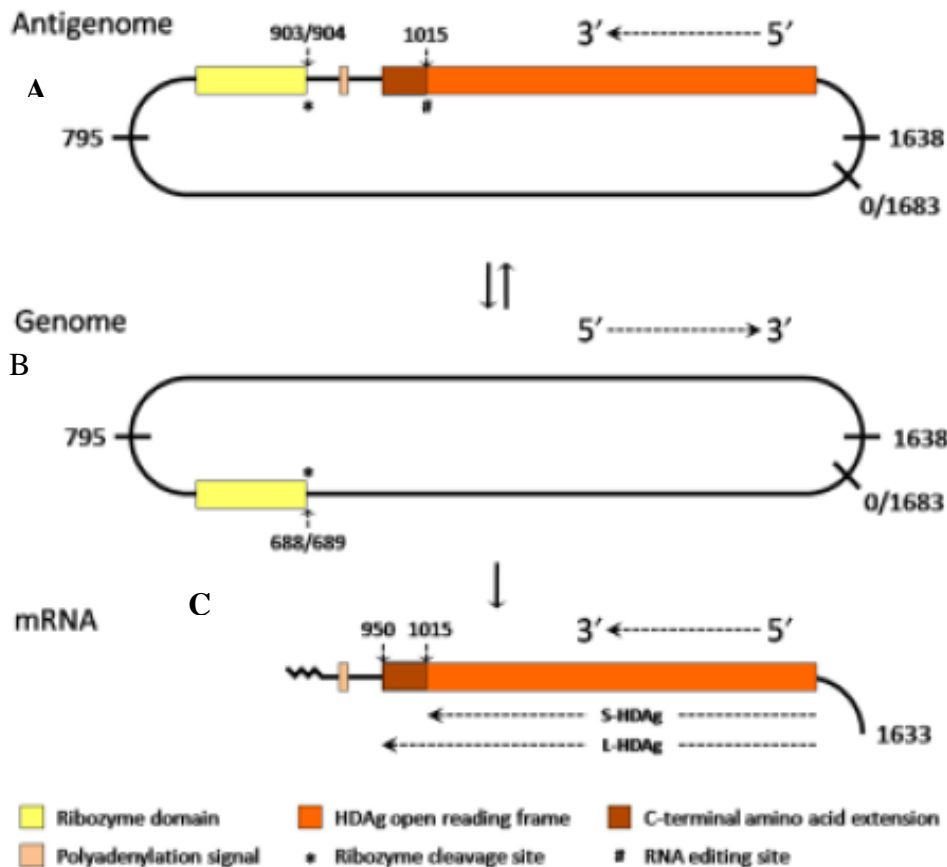 Antigenome
903/904 1015 3′ 5′
A
* #
795 1638
0/1683
Genome
5′ 3′
B
795 * 1638
0/1683
688/689
C
mRNA
950 1015 3′ 5′
S-HDAg
L-HDAg
1633
Ribozyme domain HDAg open reading frame C-terminal amino acid extension
Polyadenylation signal * Ribozyme cleavage site # RNA editing site